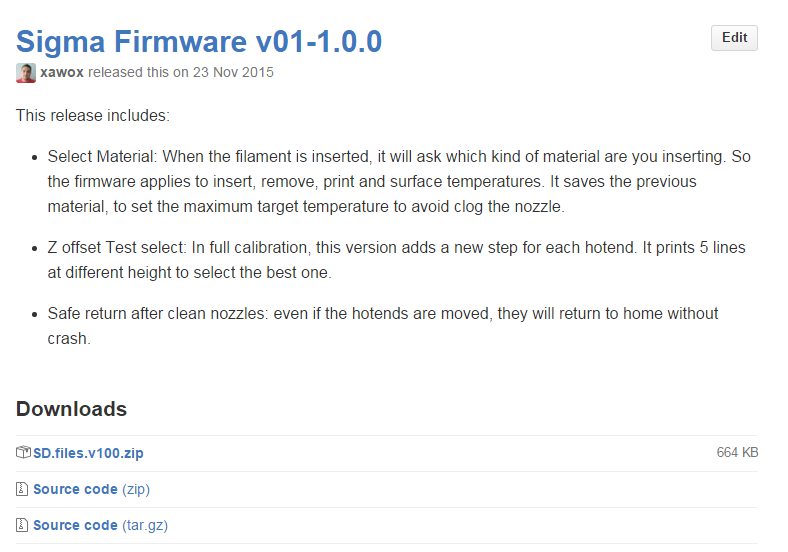 Sigma Firmware v01-1.0.0
Edit
xawox released this on 23 Nov 2015
This release includes:
Select Material: When the filament is inserted, it will ask which kind of material are you inserting. So
the firmware applies to insert, remove, print and surface temperatures. It saves the previous
material, to set the maximum target temperature to avoid clog the nozzle.
Z offset Test select: In full calibration, this version adds a new step for each hotend. It prints 5 lines
at different height to select the best one.
Safe return after clean nozzles: even if the hotends are moved, they will return to home without
crash.
Downloads
SD.files.v100.zip 664 KB
Source code (zip)
Source code (tar.gz)